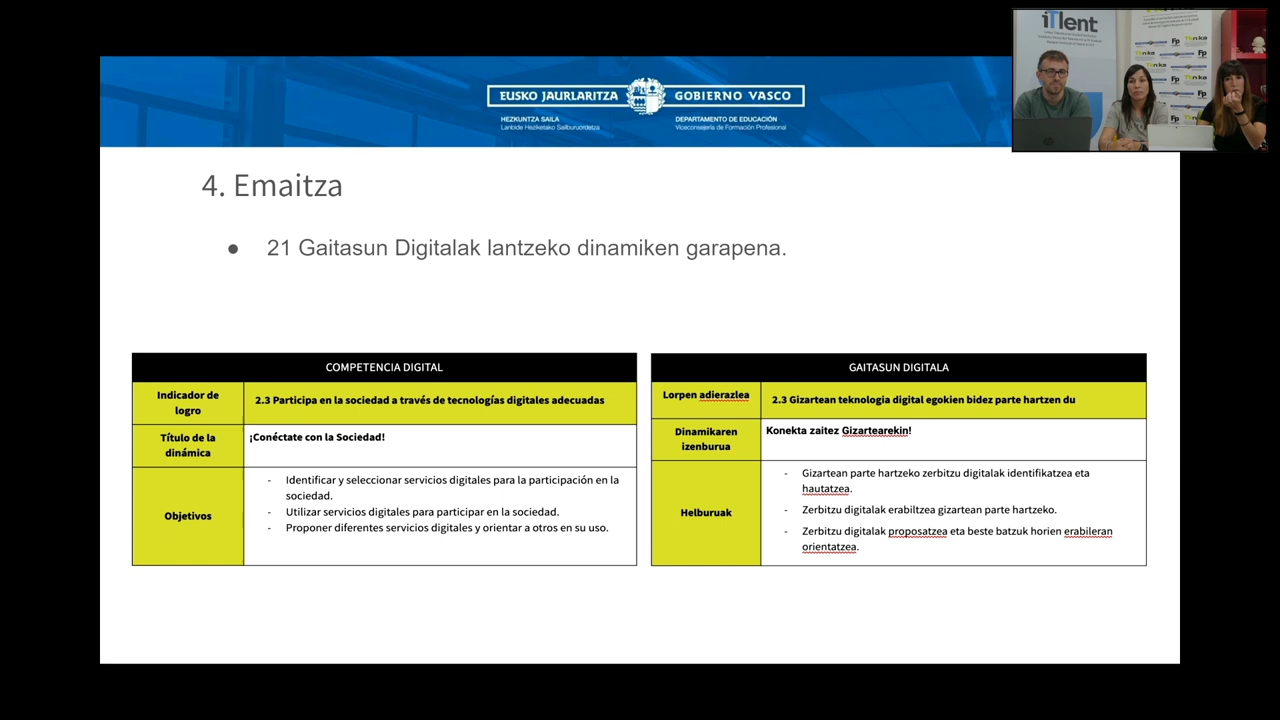 iTlent
Tknika
Fp
EUSKO JAURLARITZA
GOBIERNO VASCO
HEZKUNTZA SAILA
Lanbide Heziketako Sailburuordetza
DEPARTAMENTO DE EDUCACIÓN
Viceconsejería de Formación Profesional
4. Emaitza
● 21 Gaitasun Digitalak lantzeko dinamiken garapena.
COMPETENCIA DIGITAL
Indicador de
logro
2.3 Participa en la sociedad a través de tecnologías digitales adecuadas
Título de la
dinámica
¡Conéctate con la Sociedad!
Objetivos
- Identificar y seleccionar servicios digitales para la participación en la
sociedad.
- Utilizar servicios digitales para participar en la sociedad.
- Proponer diferentes servicios digitales y orientar a otros en su uso.
GAITASUN DIGITALA
Lorpen adierazlea
2.3 Gizartean teknologia digital egokien bidez parte hartzen du
Dinamikaren
izenburua
Konekta zaitez Gizartearekin!
Helburuak
- Gizartean parte hartzeko zerbitzu digitalak identifikatzea eta
hautatzea.
- Zerbitzu digitalak erabiltzea gizartean parte hartzeko.
- Zerbitzu digitalak proposatzea eta beste batzuk horien erabileran
orientatzea.